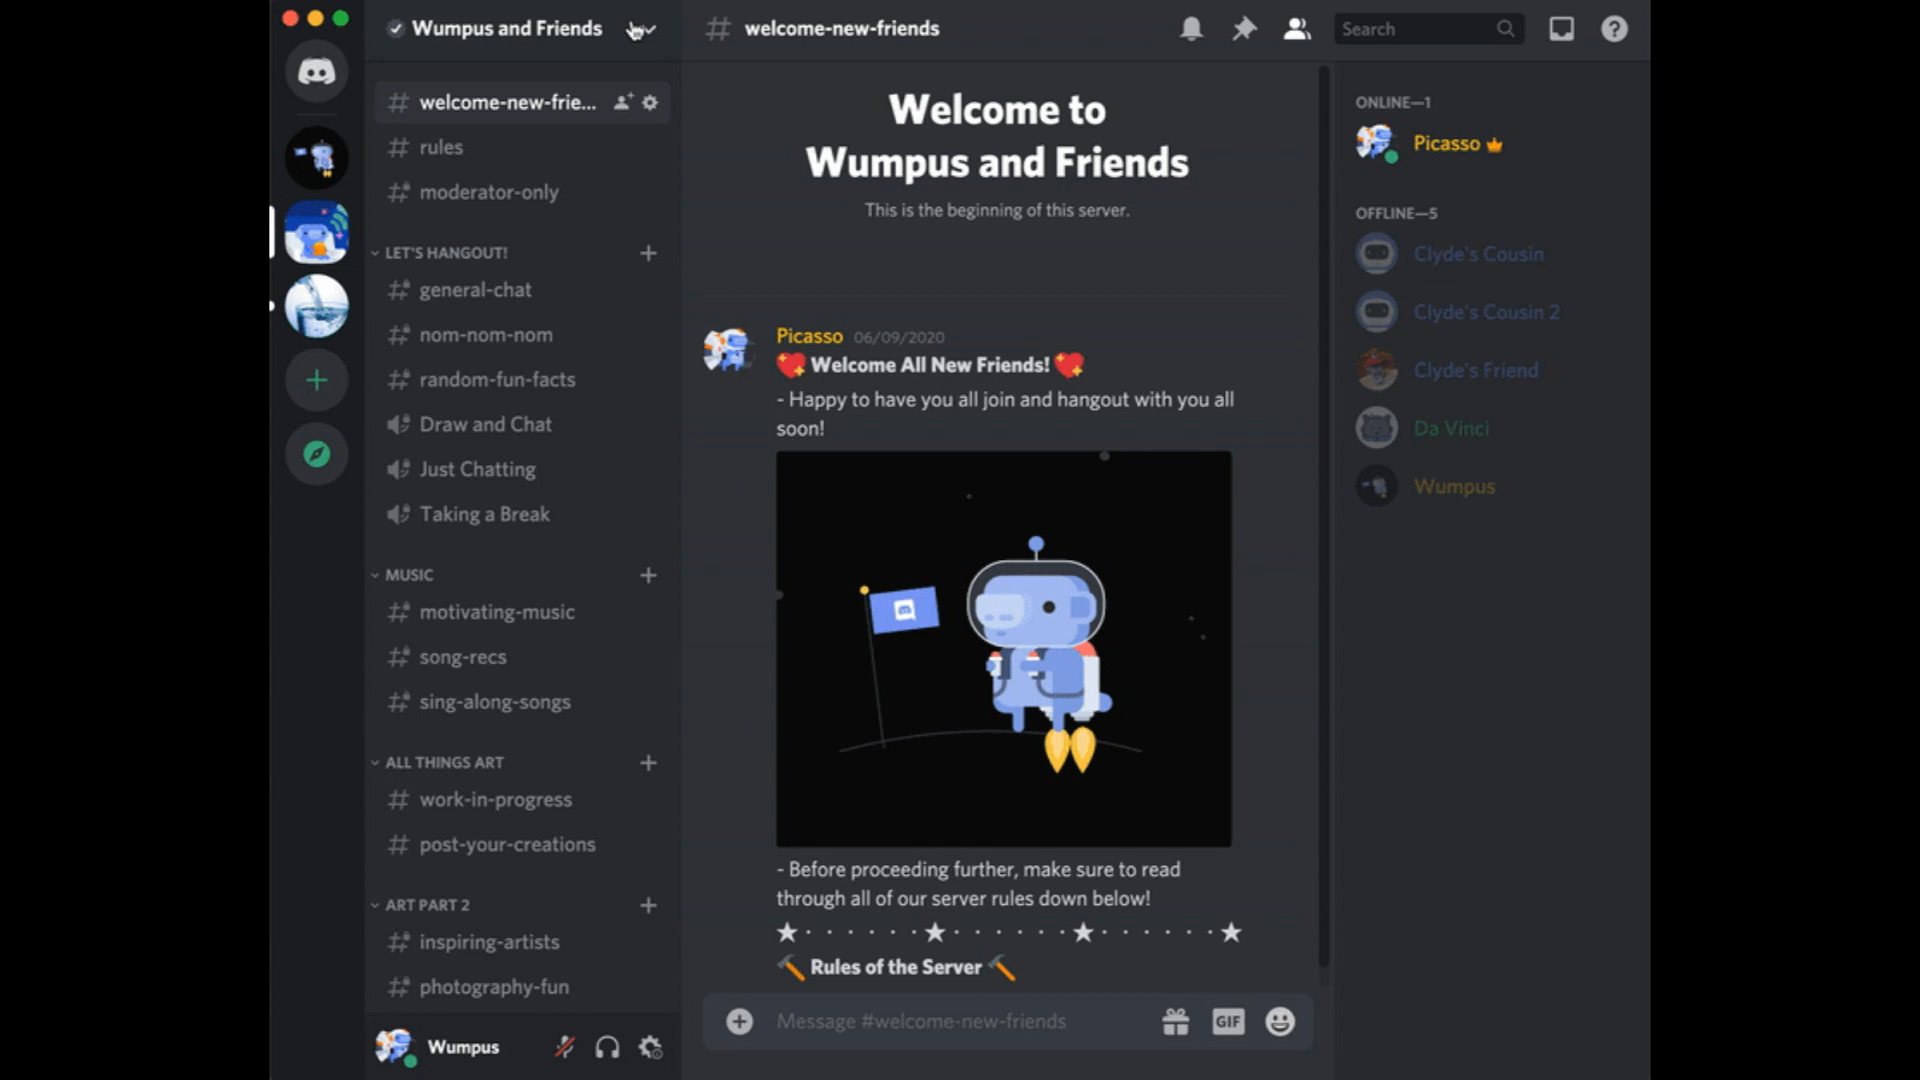 Wumpus and Friends
welcome-new-frie...
rules
moderator-only
LET'S HANGOUT!
general-chat
nom-nom-nom
random-fun-facts
Draw and Chat
Just Chatting
Taking a Break
MUSIC
motivating-music
song-recs
sing-along-songs
ALL THINGS ART
work-in-progress
post-your-creations
ART PART 2
inspiring-artists
photography-fun
Wumpus
# welcome-new-friends
Search
Welcome to
Wumpus and Friends
This is the beginning of this server.
Picasso 06/09/2020
Welcome All New Friends!
- Happy to have you all join and hangout with you all
soon!
- Before proceeding further, make sure to read
through all of our server rules down below!
★· · · · · ·★· · · · · ·★· · · · · ·★
Rules of the Server
Message #welcome-new-friends
GIF
ONLINE—1
Picasso
OFFLINE—5
Clyde's Cousin
Clyde's Cousin 2
Clyde's Friend
Da Vinci
Wumpus